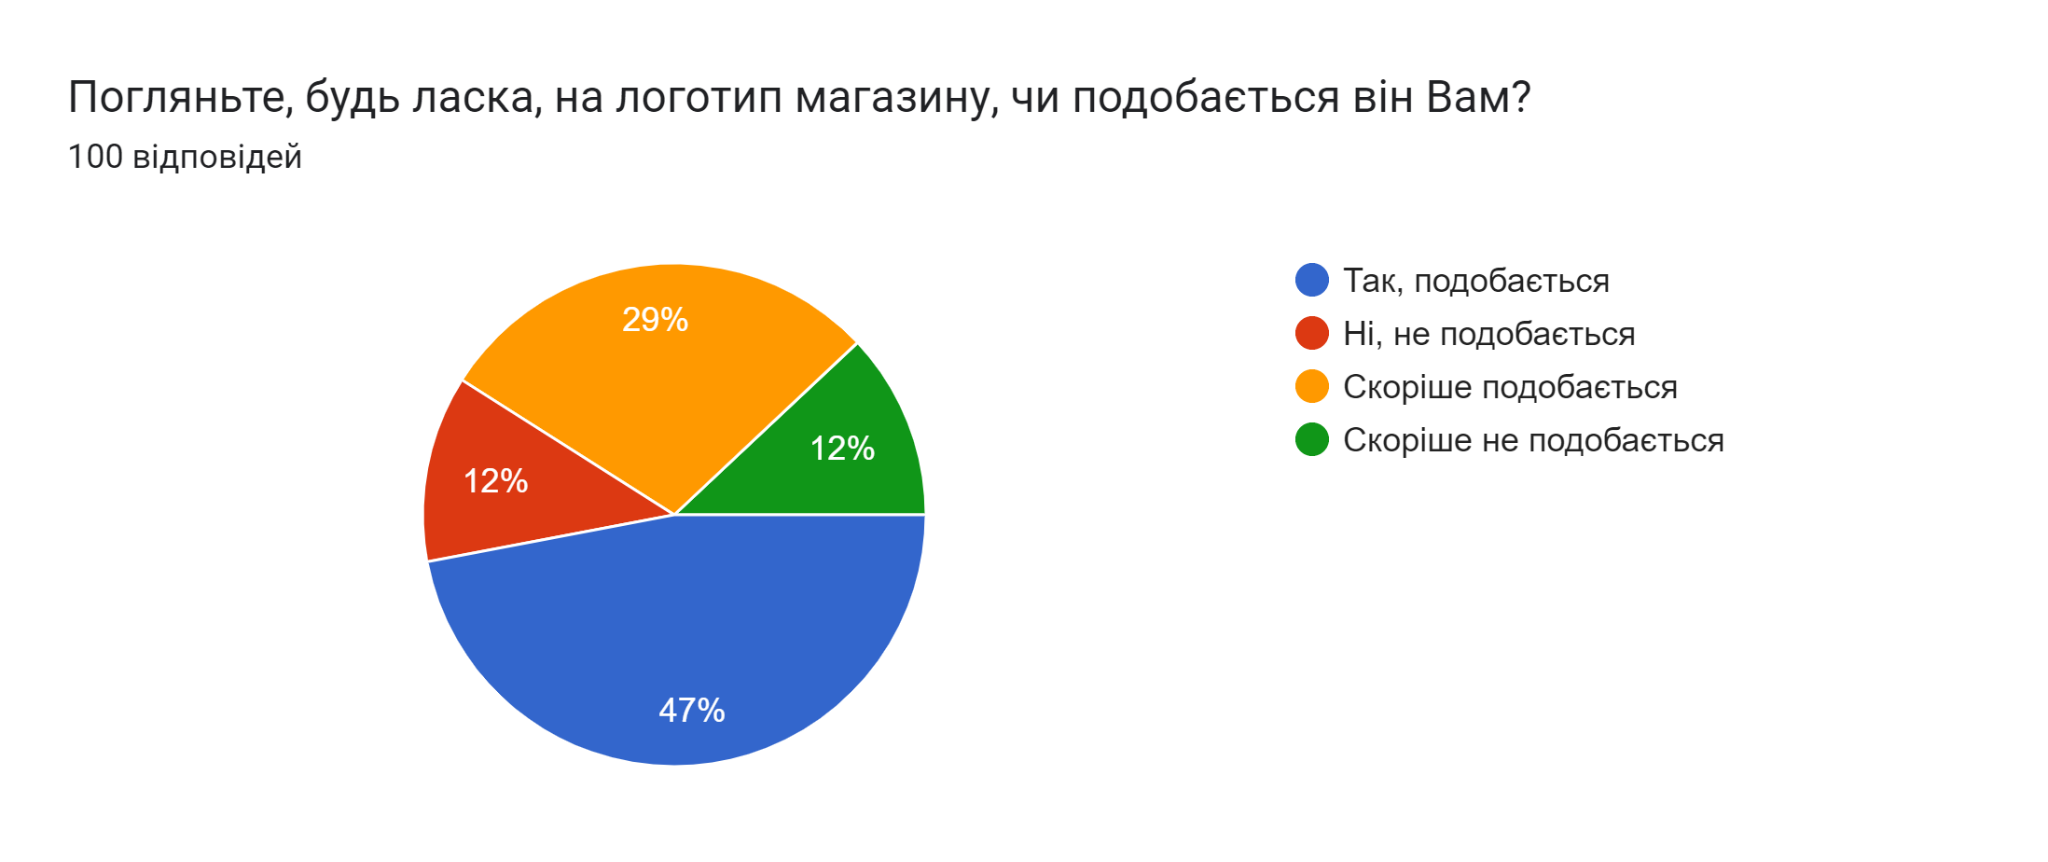 Погляньте, будь ласка, на логотип магазину, чи подобається він Вам?
100 відповідей
29%
12%
12%
47%
Так, подобається
Ні, не подобається
Скоріше подобається
Скоріше не подобається